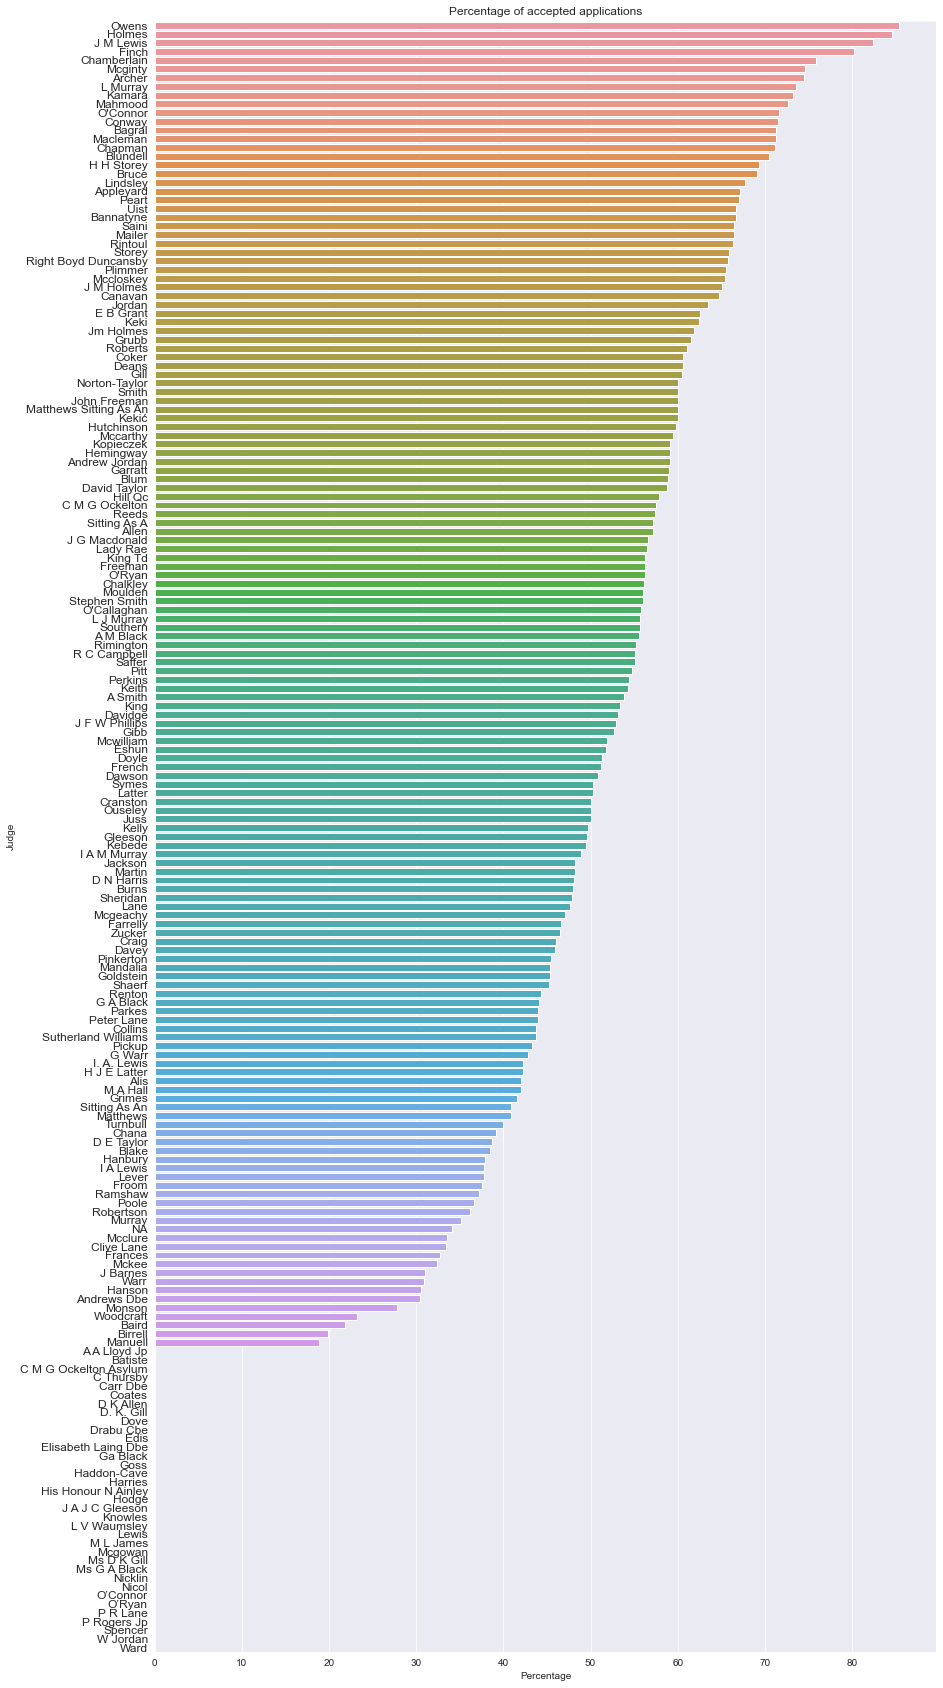 Percentage of accepted applications
Owens
Holmes
J M Lewis
Finch
Chamberlain
Mcginty
Archer
L Murray
Kamara
Mahmood
O'Connor
Conway
Bagral
Macleman
Chapman
Blundell
H H Storey
Bruce
Lindsley
Appleyard
Peart
Uist
Bannatyne
Saini
Mailer
Rintoul
Storey
Right Boyd Duncansby
Plimmer
Mccloskey
J M Holmes
Canavan
Jordan
E B Grant
Keki
Jm Holmes
Grubb
Roberts
Coker
Deans
Gill
Norton-Taylor
Smith
John Freeman
Matthews Sitting As An
Kekić
Hutchinson
Mccarthy
Kopieczek
Hemingway
Andrew Jordan
Garratt
Blum
David Taylor
Hill Qc
C M G Ockelton
Reeds
Sitting As A
Allen
J G Macdonald
Lady Rae
King Td
Freeman
O'Ryan
Chalkley
Moulden
Stephen Smith
O'Callaghan
L J Murray
Southern
A M Black
Rimington
R C Campbell
Saffer
Pitt
Perkins
Keith
A Smith
King
Davidge
J F W Phillips
Gibb
Mcwilliam
Eshun
Doyle
French
Dawson
Symes
Latter
Cranston
Ouseley
Juss
Kelly
Gleeson
Kebede
I A M Murray
Jackson
Martin
D N Harris
Burns
Sheridan
Lane
Mcgeachy
Farrelly
Zucker
Craig
Davey
Pinkerton
Mandalia
Goldstein
Shaerf
Renton
G A Black
Parkes
Peter Lane
Collins
Sutherland Williams
Pickup
G Warr
I. A. Lewis
H J E Latter
Alis
M A Hall
Grimes
Sitting As An
Matthews
Turnbull
Chana
D E Taylor
Blake
Hanbury
I A Lewis
Lever
Froom
Ramshaw
Poole
Robertson
Murray
NA
Mcclure
Clive Lane
Frances
Mckee
J Barnes
Warr
Hanson
Andrews Dbe
Monson
Woodcraft
Baird
Birrell
Manuell
A A Lloyd Jp
Batiste
C M G Ockelton Asylum
C Thursby
Carr Dbe
Coates
D K Allen
D. K. Gill
Dove
Drabu Cbe
Edis
Elisabeth Laing Dbe
Ga Black
Goss
Haddon-Cave
Harries
His Honour N Ainley
Hodge
J A J C Gleeson
Knowles
L V Waumsley
Lewis
M L James
Mcgowan
Ms D K Gill
Ms G A Black
Nicklin
Nicol
O'Connor
O'Ryan
P R Lane
P Rogers Jp
Spencer
W Jordan
Ward
Judge
0 10 20 30 40 50 60 70 80
Percentage